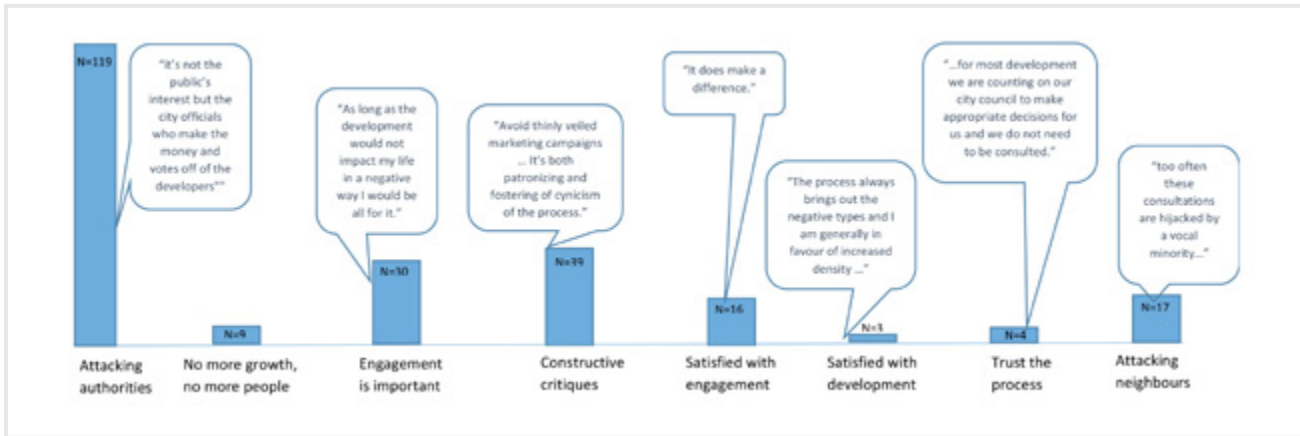 N=119
"it's not the
public's
interest but the
city officials
who make the
money and
votes off of the
developers""
Attacking
authorities
N=9
No more growth,
no more people
"As long as the
development
would not
impact my life
in a negative
way I would be
all for it."
N=30
Engagement
is important
"Avoid thinly veiled
marketing campaigns
... It's both
patronizing and
fostering of cynicism
of the process."
N=39
Constructive
critiques
"It does make a
difference."
N=16
Satisfied with
engagement
"The process always
brings out the
negative types and I
am generally in
favour of increased
density ..."
N=3
Satisfied with
development
"...for most development
we are counting on our
city council to make
appropriate decisions for
us and we do not need
to be consulted."
N=4
Trust the
process
"too often
these
consultations
are hijacked by
a vocal
minority..."
N=17
Attacking
neighbours